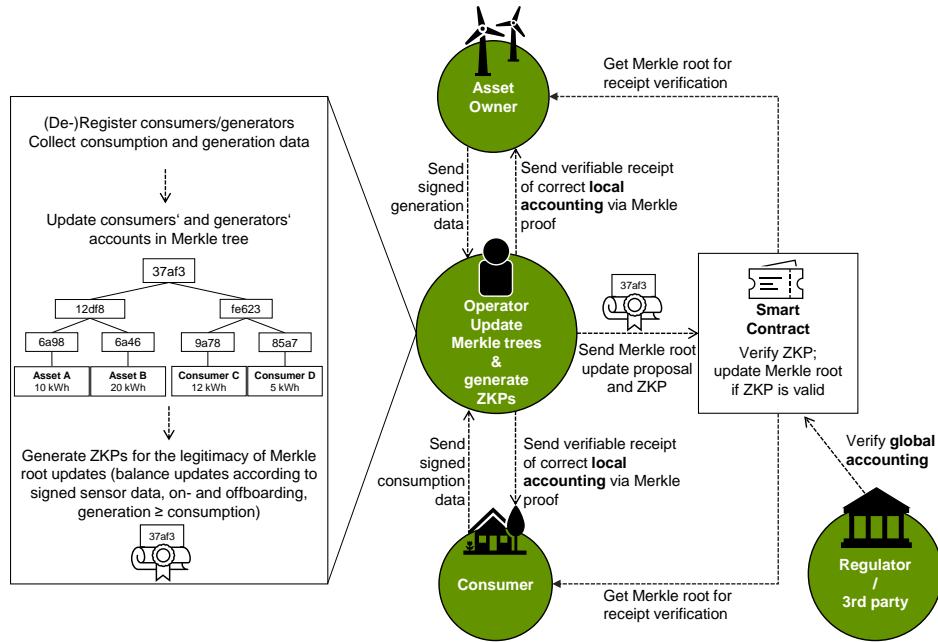 (De-)Register consumers/generators
Collect consumption and generation data
Update consumers‘ and generators‘
accounts in Merkle tree
37af3
12df8
fe623
6a98
6a46
9a78
85a7
Asset A
10 kWh
Asset B
20 kWh
Consumer C
12 kWh
Consumer D
5 kWh
Generate ZKPs for the legitimacy of Merkle
root updates (balance updates according to
signed sensor data, on- and offboarding,
generation ≥ consumption)
37af3
Asset
Owner
Get Merkle root for
receipt verification
Send
signed
generation
data
Send verifiable receipt
of correct local
accounting via Merkle
proof
Operator
Update
Merkle trees
&
generate
ZKPs
37af3
Send Merkle root
update proposal
and ZKP
Smart
Contract
Verify ZKP;
update Merkle root
if ZKP is valid
Send
signed
consumption
data
Send verifiable receipt
of correct local
accounting via Merkle
proof
Verify global
accounting
Consumer
Get Merkle root for
receipt verification
Regulator
/
3rd party